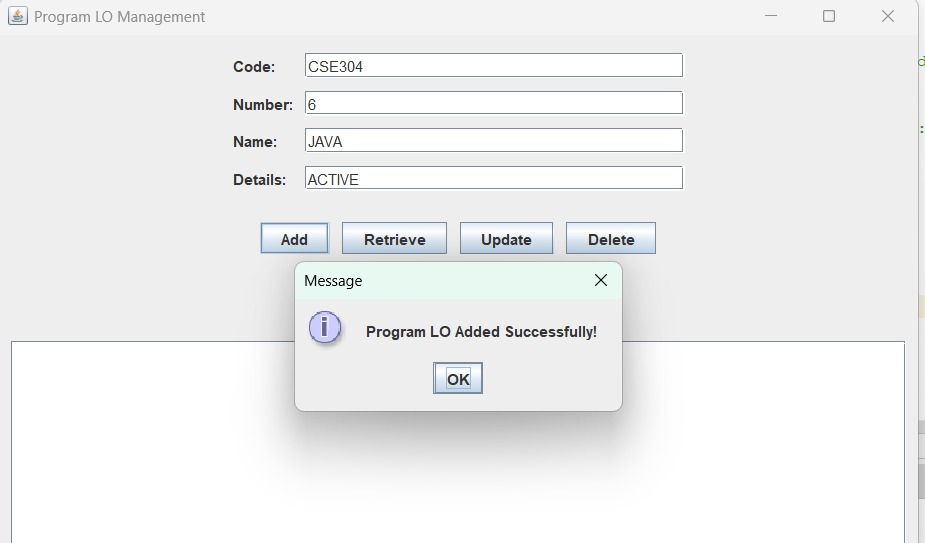 Program LO Management
Code: CSE304
Number: 6
Name: JAVA
Details: ACTIVE
Add Retrieve Update Delete
Message
i Program LO Added Successfully!
OK